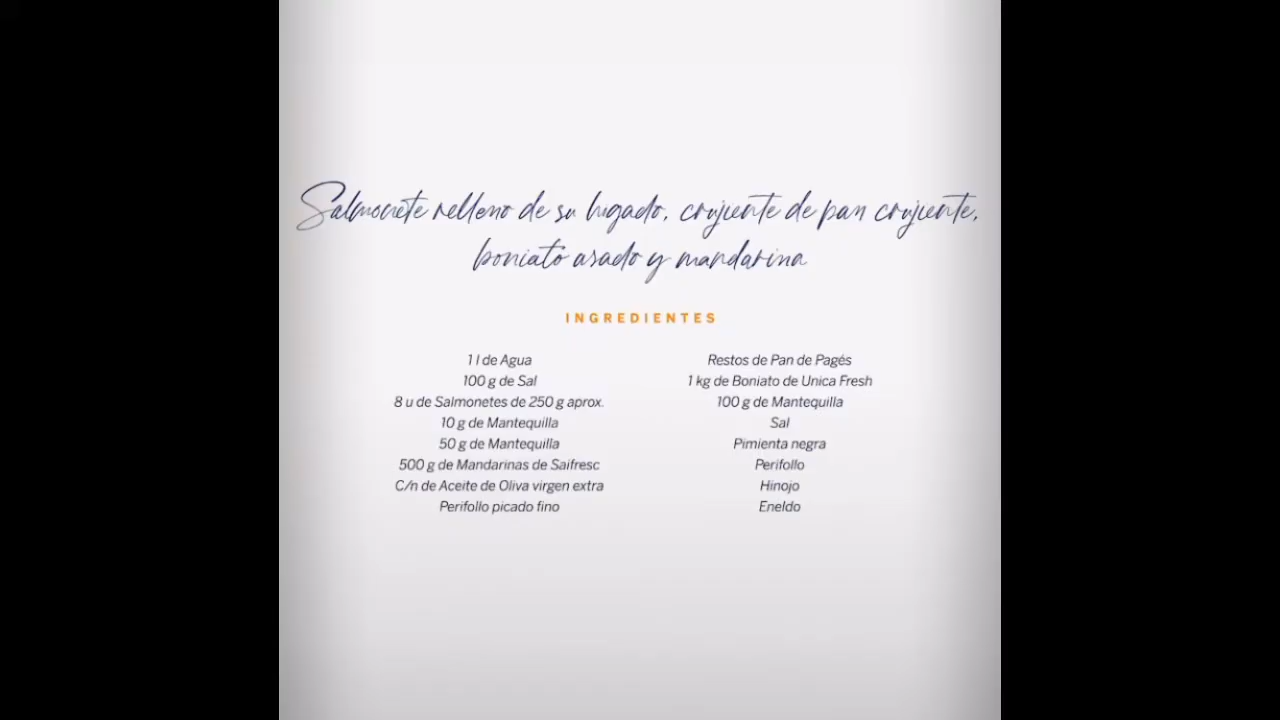 Salmonete relleno de su hígado, crujiente de pan crujiente,
boniato asado y mandarina
INGREDIENTES
1 l de Agua
100 g de Sal
8 u de Salmonetes de 250 g aprox.
10 g de Mantequilla
50 g de Mantequilla
500 g de Mandarinas de Saifresc
C/n de Aceite de Oliva virgen extra
Perifollo picado fino
Restos de Pan de Pagés
1 kg de Boniato de Unica Fresh
100 g de Mantequilla
Sal
Pimienta negra
Perifollo
Hinojo
Eneldo